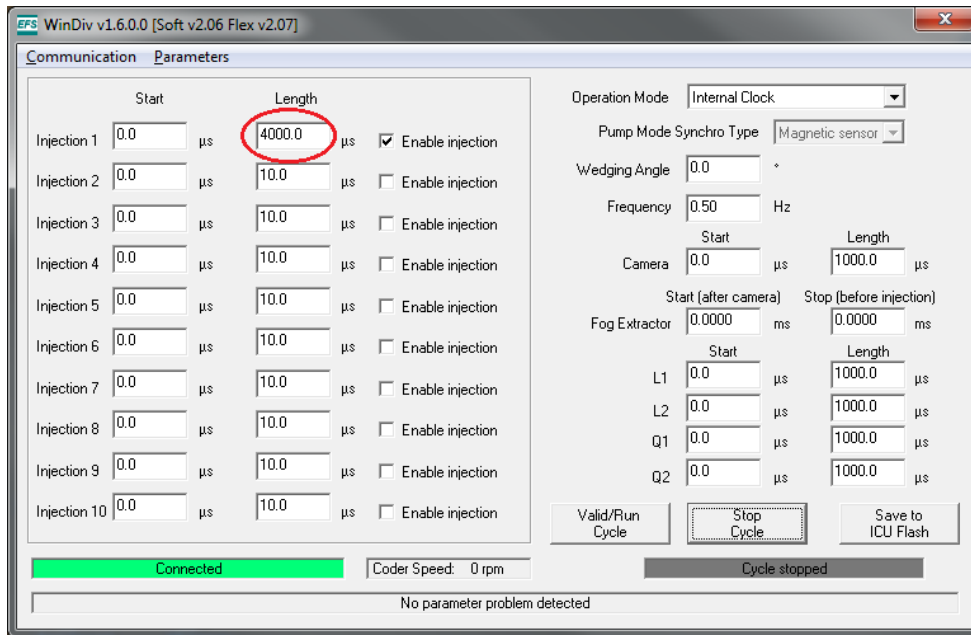 EFS WinDiv v1.6.0.0 [Soft v2.06 Flex v2.07]
Communication Parameters
Start Length
Injection 1 0.0 µs 4000.0 µs Enable injection
Injection 2 0.0 µs 10.0 µs Enable injection
Injection 3 0.0 µs 10.0 µs Enable injection
Injection 4 0.0 µs 10.0 µs Enable injection
Injection 5 0.0 µs 10.0 µs Enable injection
Injection 6 0.0 µs 10.0 µs Enable injection
Injection 7 0.0 µs 10.0 µs Enable injection
Injection 8 0.0 µs 10.0 µs Enable injection
Injection 9 0.0 µs 10.0 µs Enable injection
Injection 10 0.0 µs 10.0 µs Enable injection
Operation Mode Internal Clock
Pump Mode Synchro Type Magnetic sensor
Wedging Angle 0.0 °
Frequency 0.50 Hz
Start Length
Camera 0.0 µs 1000.0 µs
Start (after camera) Stop (before injection)
Fog Extractor 0.0000 ms 0.0000 ms
Start Length
L1 0.0 µs 1000.0 µs
L2 0.0 µs 1000.0 µs
Q1 0.0 µs 1000.0 µs
Q2 0.0 µs 1000.0 µs
Valid/Run Stop Save to
Cycle Cycle ICU Flash
Connected Coder Speed: 0 rpm Cycle stopped
No parameter problem detected